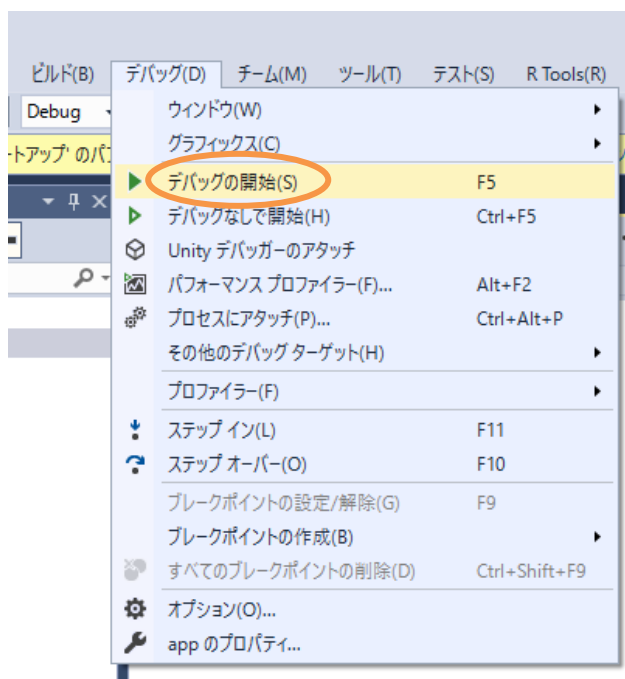 ビルド(B) デバッグ(D) チーム(M) ツール(T) テスト(S) R Tools(R)
Debug
ウィンドウ(W)
グラフィックス(C)
ートアップ' のパ
デバッグの開始(S) F5
デバッグなしで開始(H) Ctrl+F5
Unity デバッガーのアタッチ
パフォーマンス プロファイラー(F)... Alt+F2
プロセスにアタッチ(P)... Ctrl+Alt+P
その他のデバッグ ターゲット(H)
プロファイラー(F)
ステップ イン(L) F11
ステップ オーバー(O) F10
ブレークポイントの設定/解除(G) F9
ブレークポイントの作成(B)
すべてのブレークポイントの削除(D) Ctrl+Shift+F9
オプション(O)...
app のプロパティ...